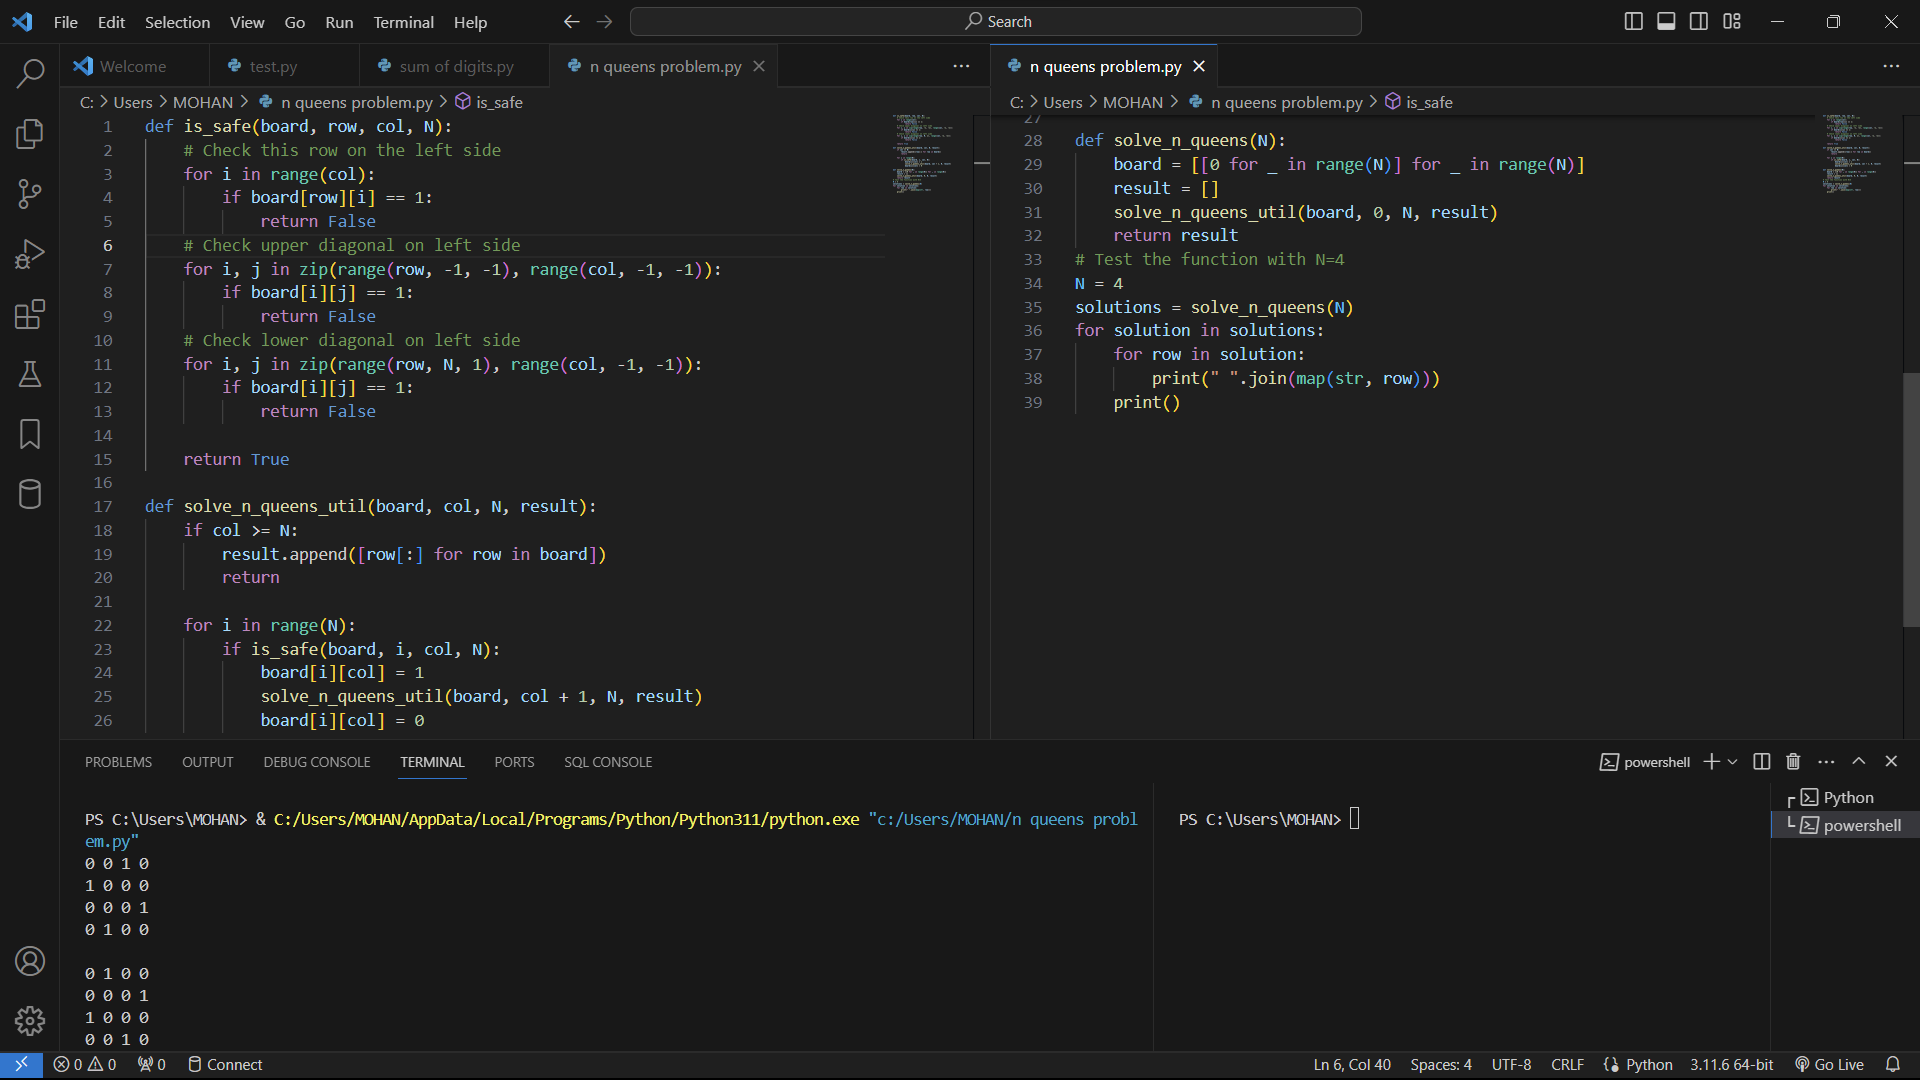 File Edit Selection View Go Run Terminal Help
Search
Welcome test.py sum of digits.py n queens problem.py
n queens problem.py
C: > Users > MOHAN > n queens problem.py > is_safe
C: > Users > MOHAN > n queens problem.py > is_safe
1 def is_safe(board, row, col, N):
2 # Check this row on the left side
3 for i in range(col):
4 if board[row][i] == 1:
5 return False
6 # Check upper diagonal on left side
7 for i, j in zip(range(row, -1, -1), range(col, -1, -1)):
8 if board[i][j] == 1:
9 return False
10 # Check lower diagonal on left side
11 for i, j in zip(range(row, N, 1), range(col, -1, -1)):
12 if board[i][j] == 1:
13 return False
14
15 return True
16
17 def solve_n_queens_util(board, col, N, result):
18 if col >= N:
19 result.append([row[:] for row in board])
20 return
21
22 for i in range(N):
23 if is_safe(board, i, col, N):
24 board[i][col] = 1
25 solve_n_queens_util(board, col + 1, N, result)
26 board[i][col] = 0
27
28 def solve_n_queens(N):
29 board = [[0 for _ in range(N)] for _ in range(N)]
30 result = []
31 solve_n_queens_util(board, 0, N, result)
32 return result
33 # Test the function with N=4
34 N = 4
35 solutions = solve_n_queens(N)
36 for solution in solutions:
37 for row in solution:
38 print(" ".join(map(str, row)))
39 print()
PROBLEMS OUTPUT DEBUG CONSOLE TERMINAL PORTS SQL CONSOLE
powershell
PS C:\Users\MOHAN> & C:/Users/MOHAN/AppData/Local/Programs/Python/Python311/python.exe "c:/Users/MOHAN/n queens probl
em.py"
0 0 1 0
1 0 0 0
0 0 0 1
0 1 0 0
0 1 0 0
0 0 0 1
1 0 0 0
0 0 1 0
PS C:\Users\MOHAN>
Python
powershell
0 0 0 Connect
Ln 6, Col 40 Spaces: 4 UTF-8 CRLF Python 3.11.6 64-bit Go Live